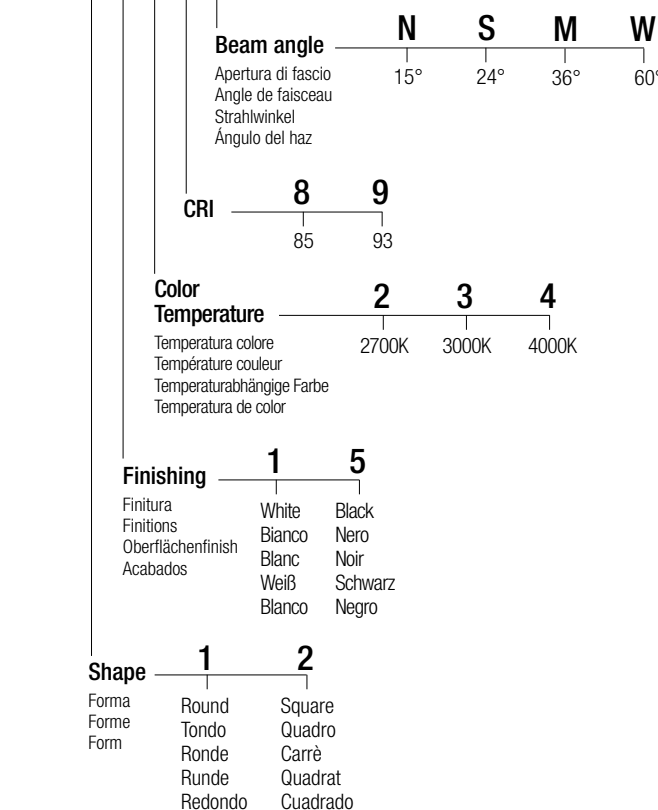 N S M W
Beam angle
15° 24° 36° 60°
Apertura di fascio
Angle de faisceau
Strahlwinkel
Ángulo del haz
8 9
CRI
85 93
Color
Temperature
2 3 4
2700K 3000K 4000K
Temperatura colore
Température couleur
Temperaturabhängige Farbe
Temperatura de color
1 5
Finishing
Finitura
Finitions
Oberflächenfinish
Acabados
White Black
Bianco Nero
Blanc Noir
Weiß Schwarz
Blanco Negro
1 2
Shape
Forma
Forme
Form
Round Square
Tondo Quadro
Ronde Carrè
Runde Quadrat
Redondo Cuadrado